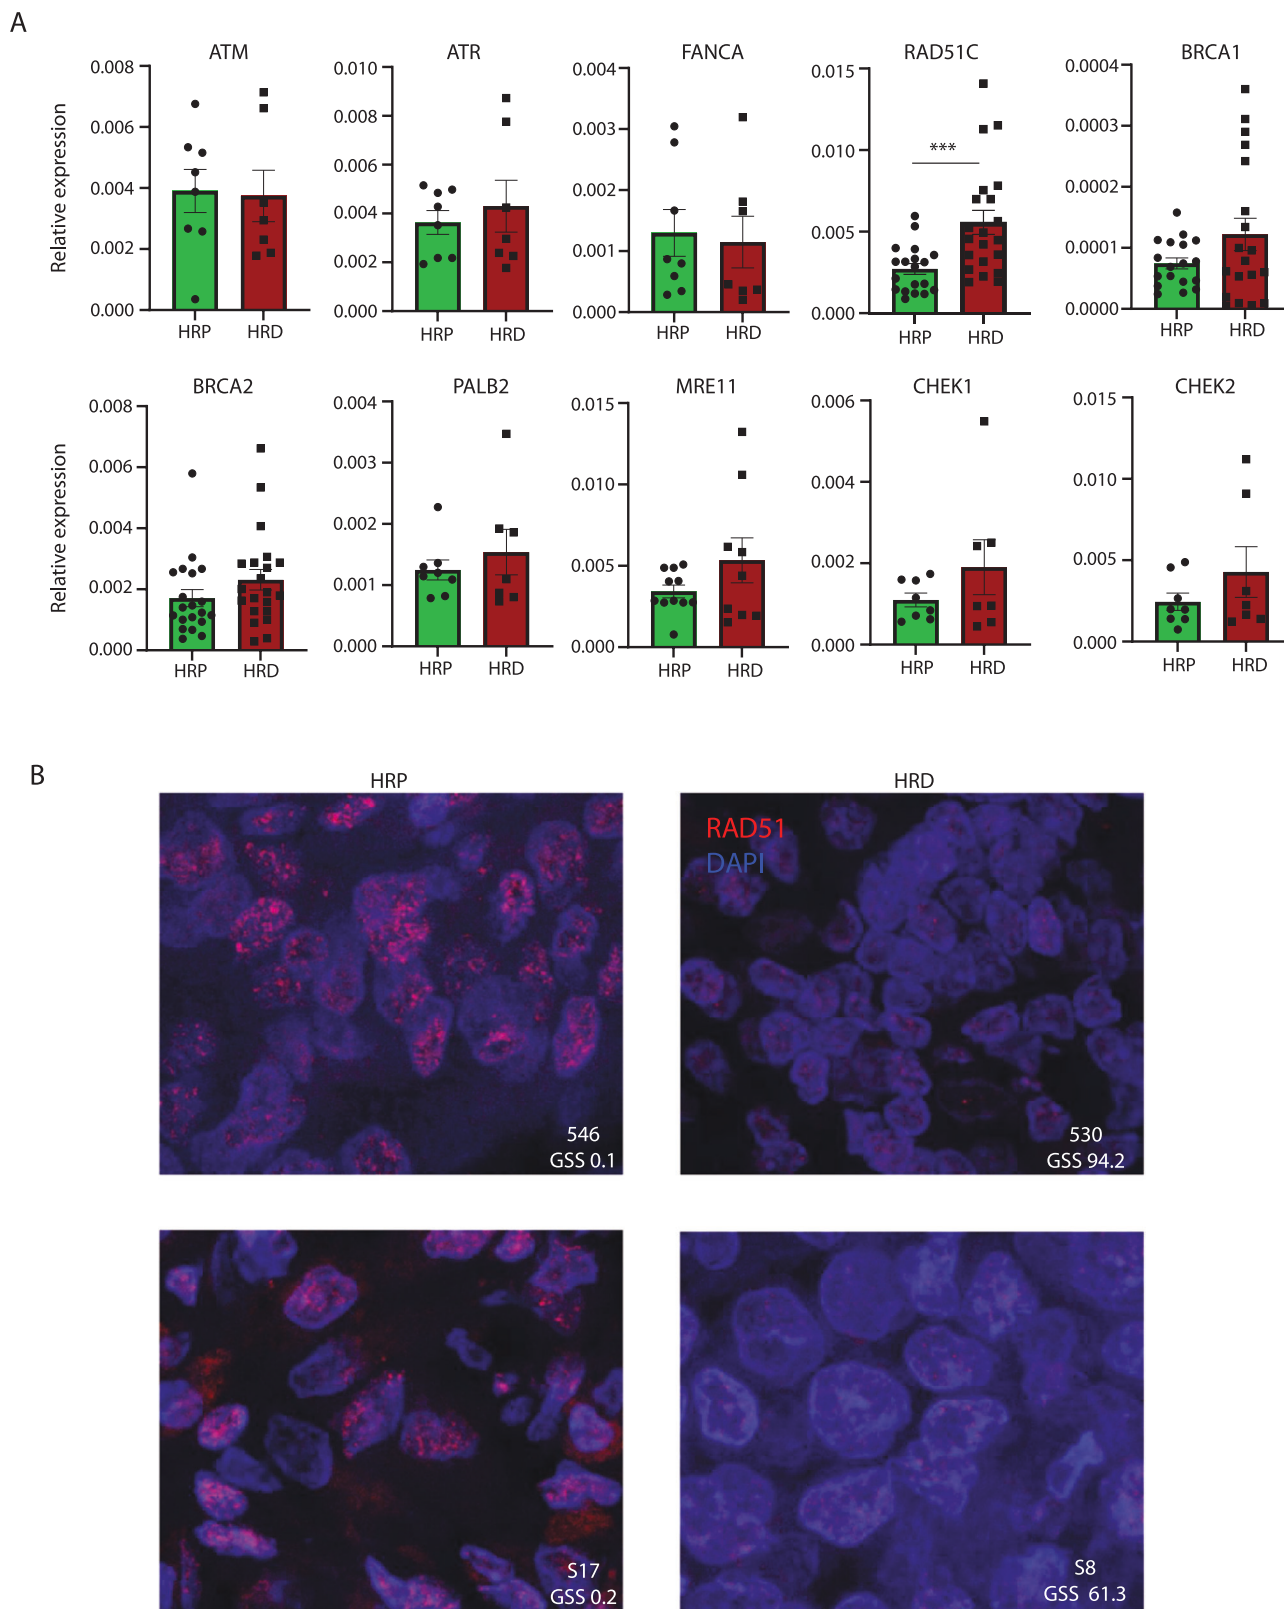 A
ATM
ATR
FANCA
RAD51C
BRCA1
Relative expression
0.008
0.006
0.004
0.002
0.000
HRP
HRD
0.010
0.008
0.006
0.004
0.002
0.000
HRP
HRD
0.004
0.003
0.002
0.001
0.000
HRP
HRD
0.015
0.010
0.005
0.000
***
HRP
HRD
0.0004
0.0003
0.0002
0.0001
0.0000
HRP
HRD
BRCA2
PALB2
MRE11
CHEK1
CHEK2
Relative expression
0.008
0.006
0.004
0.002
0.000
HRP
HRD
0.004
0.003
0.002
0.001
0.000
HRP
HRD
0.015
0.010
0.005
0.000
HRP
HRD
0.006
0.004
0.002
0.000
HRP
HRD
0.015
0.010
0.005
0.000
HRP
HRD
B
HRP
HRD
RAD51
DAPI
546
GSS 0.1
530
GSS 94.2
S17
GSS 0.2
S8
GSS 61.3